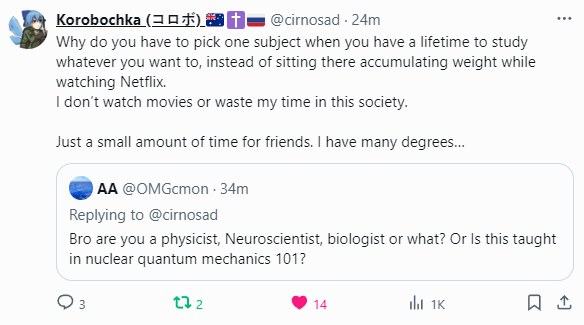 Korobochka (コロボ) 🇦🇺✝️🇷🇺 @cirnosad · 24m
Why do you have to pick one subject when you have a lifetime to study
whatever you want to, instead of sitting there accumulating weight while
watching Netflix.
I don't watch movies or waste my time in this society.
Just a small amount of time for friends. I have many degrees...
AA @OMGcmon · 34m
Replying to @cirnosad
Bro are you a physicist, Neuroscientist, biologist or what? Or Is this taught
in nuclear quantum mechanics 101?
3 2 14 1K